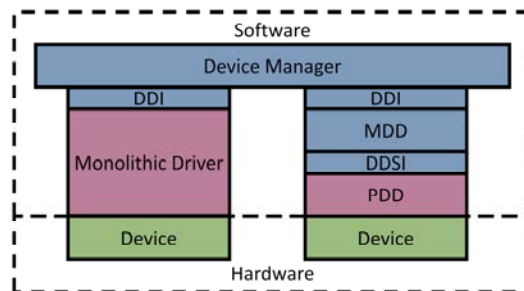 Software
Device Manager
DDI
Monolithic Driver
Device
DDI
MDD
DDSI
PDD
Device
Hardware